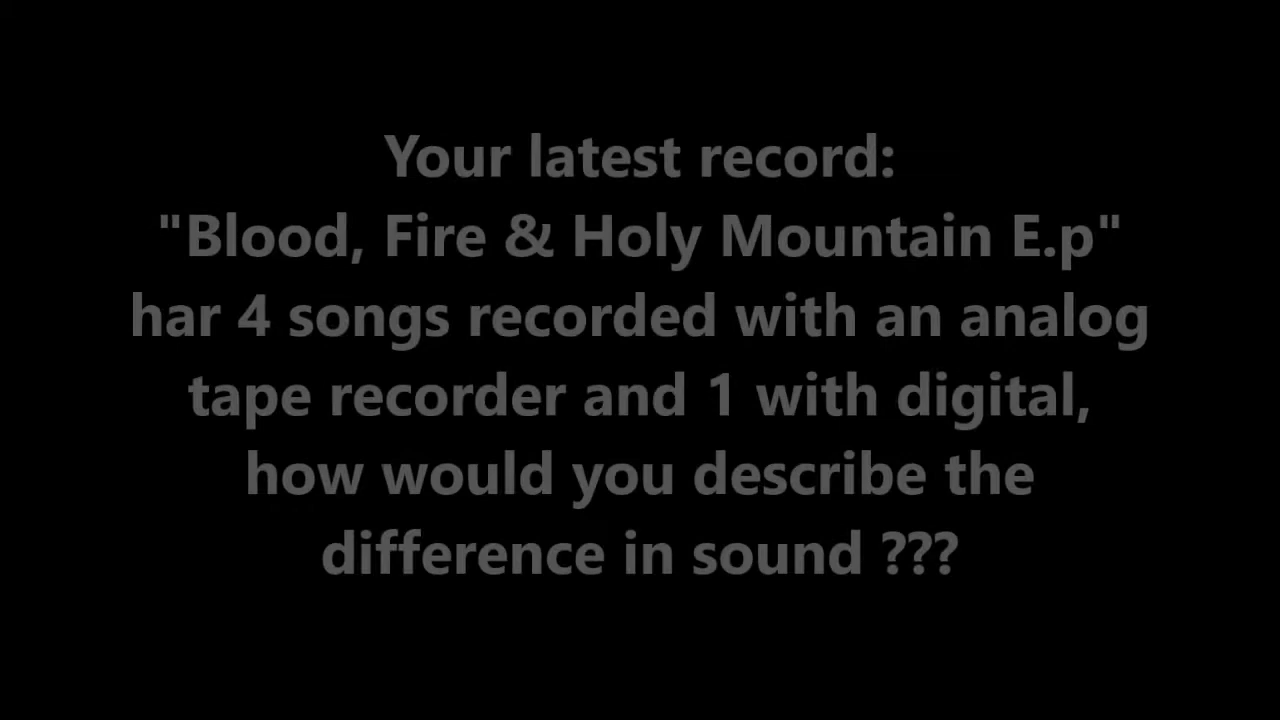 Your latest record:
"Blood, Fire & Holy Mountain E.p"
har 4 songs recorded with an analog
tape recorder and 1 with digital,
how would you describe the
difference in sound ???